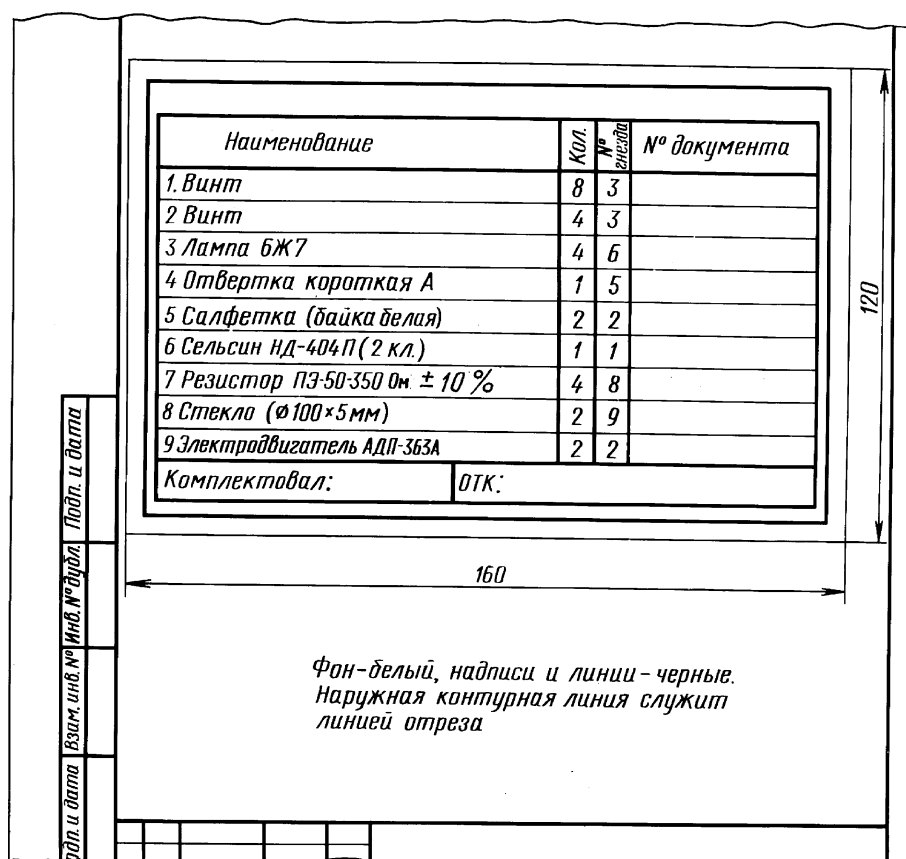 Наименование Кол. № гнезда № документа
1. Винт 8 3
2 Винт 4 3
3 Лампа 6Ж7 4 6
4 Отвертка короткая А 1 5
5 Салфетка (байка белая) 2 2
6 Сельсин НД-404П (2 кл.) 1 1
7 Резистор ПЭ-50-350 Ом ± 10 % 4 8
8 Стекло (ø100×5 мм) 2 9
9 Электродвигатель АДП-363А 2 2
Комплектовал: ОТК:
120
160
Фон-белый, надписи и линии - черные.
Наружная контурная линия служит
линией отреза
Подп. и дата
Инв. № дубл.
Взам. инв. №
подп. и дата